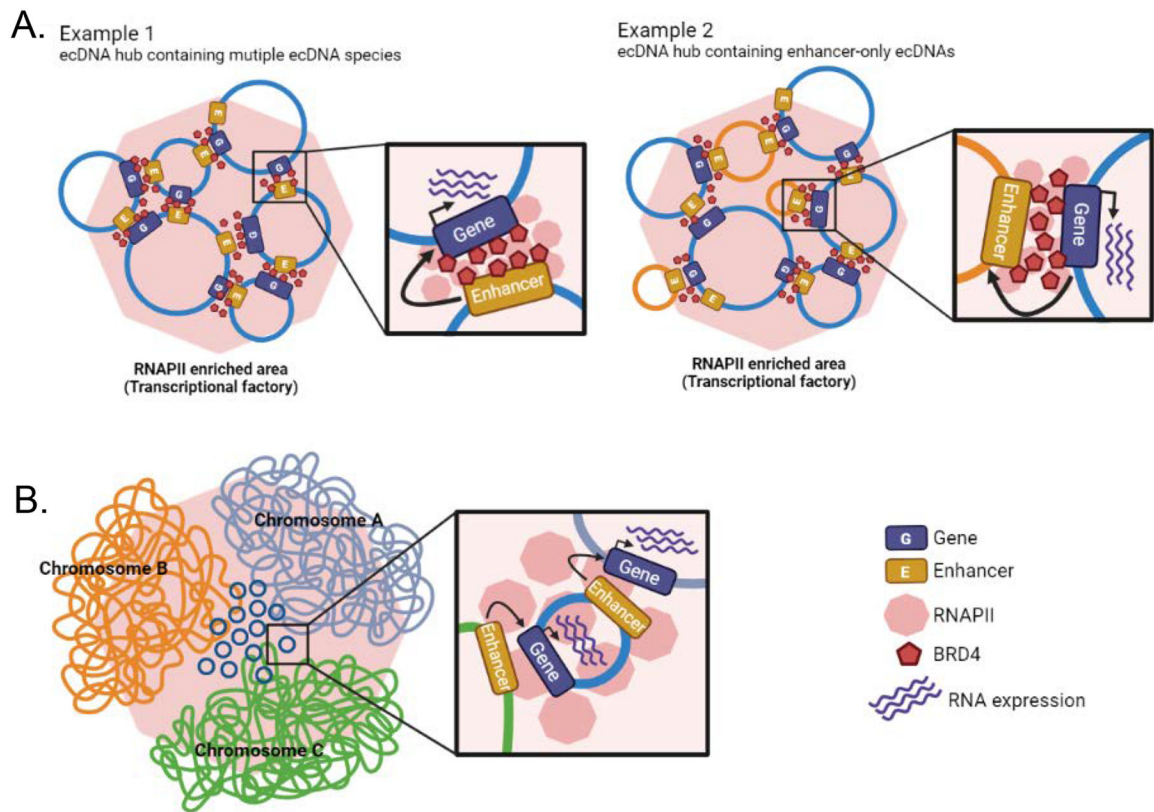 A.
Example 1
ecDNA hub containing mutiple ecDNA species
Example 2
ecDNA hub containing enhancer-only ecDNAs
E
G
E
G
E
G
E
G
E
E
G
E
G
E
G
G
E
Gene
Enhancer
RNAPII enriched area
(Transcriptional factory)
E
G
E
G
E
G
E
E
G
E
G
E
G
E
G
G
E
E
Enhancer
Gene
RNAPII enriched area
(Transcriptional factory)
B.
Chromosome A
Chromosome B
Chromosome C
Gene
Enhancer
Enhancer
Gene
G Gene
E Enhancer
RNAPII
BRD4
RNA expression